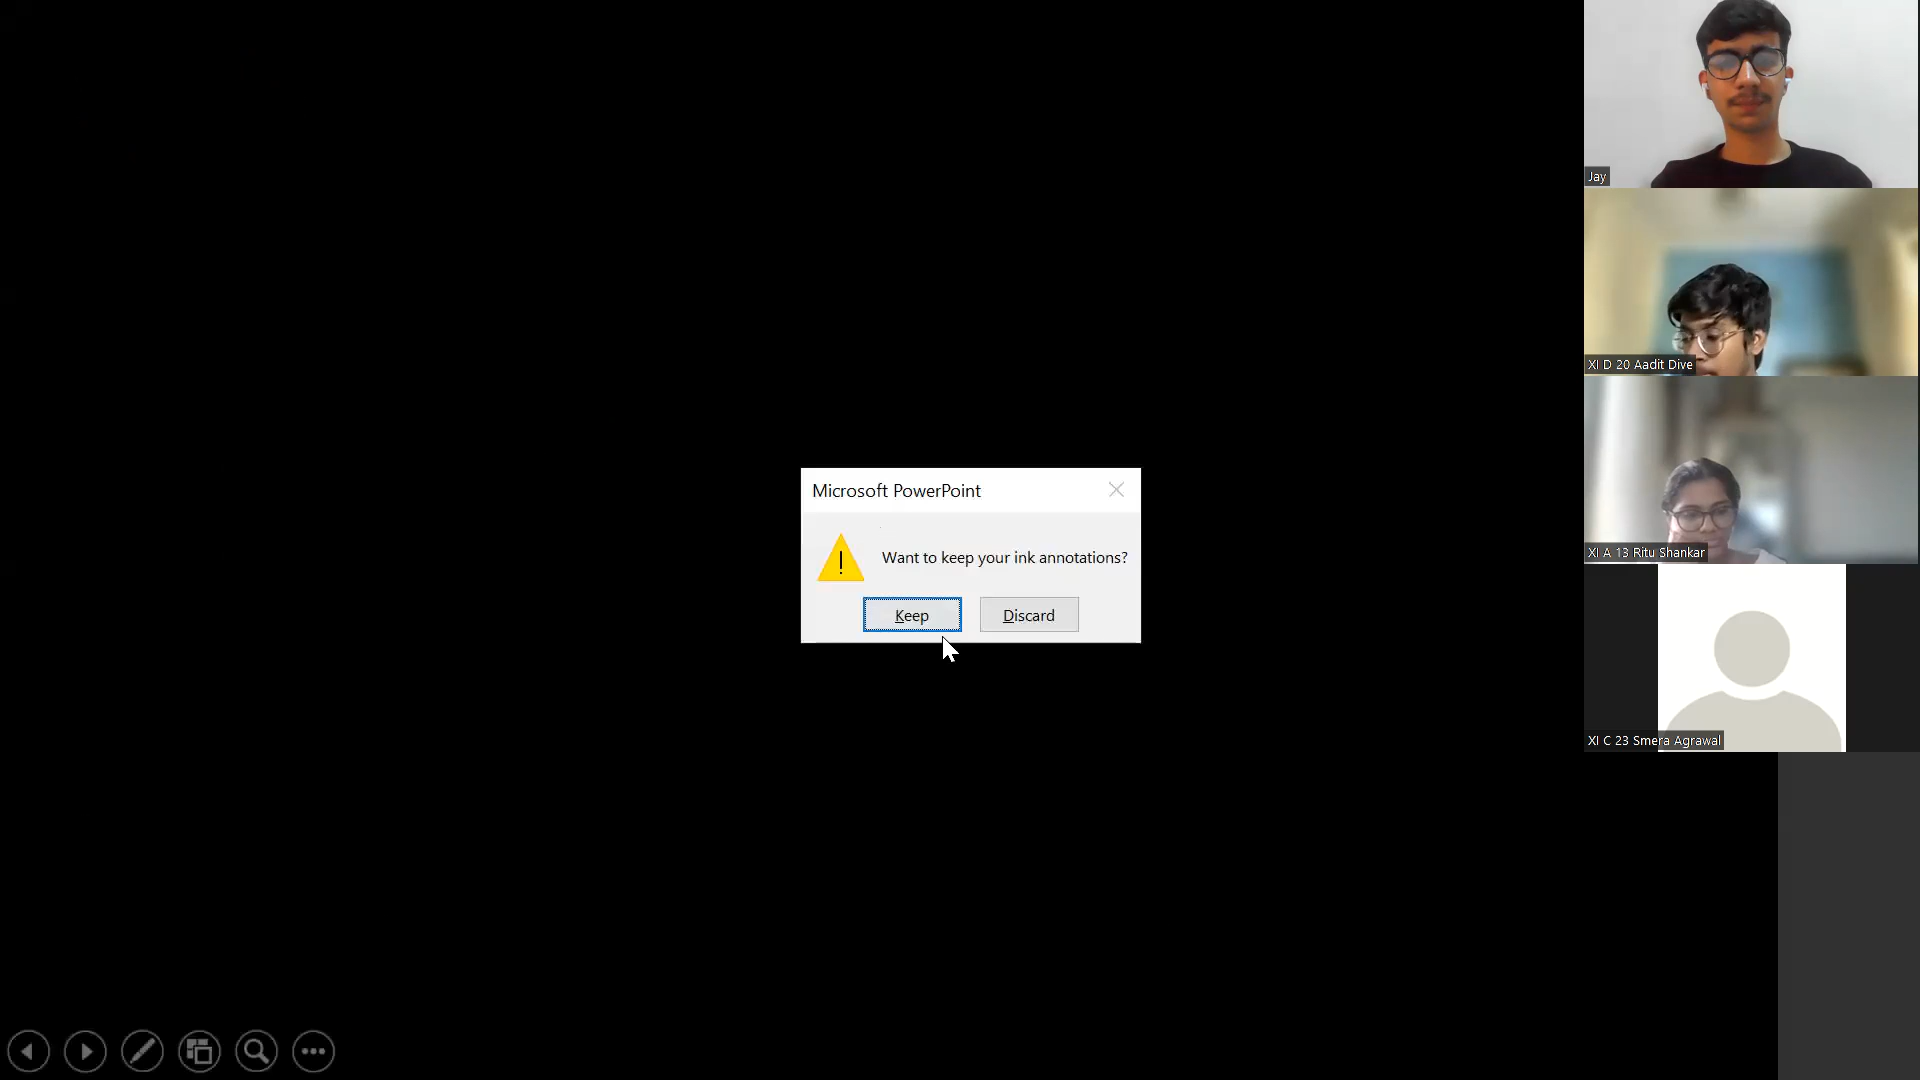 Jay
XI D 20 Aadit Dive
Microsoft PowerPoint
Want to keep your ink annotations?
XI A 13 Ritu Shankar
Keep
Discard
XI C 23 Smera Agrawal